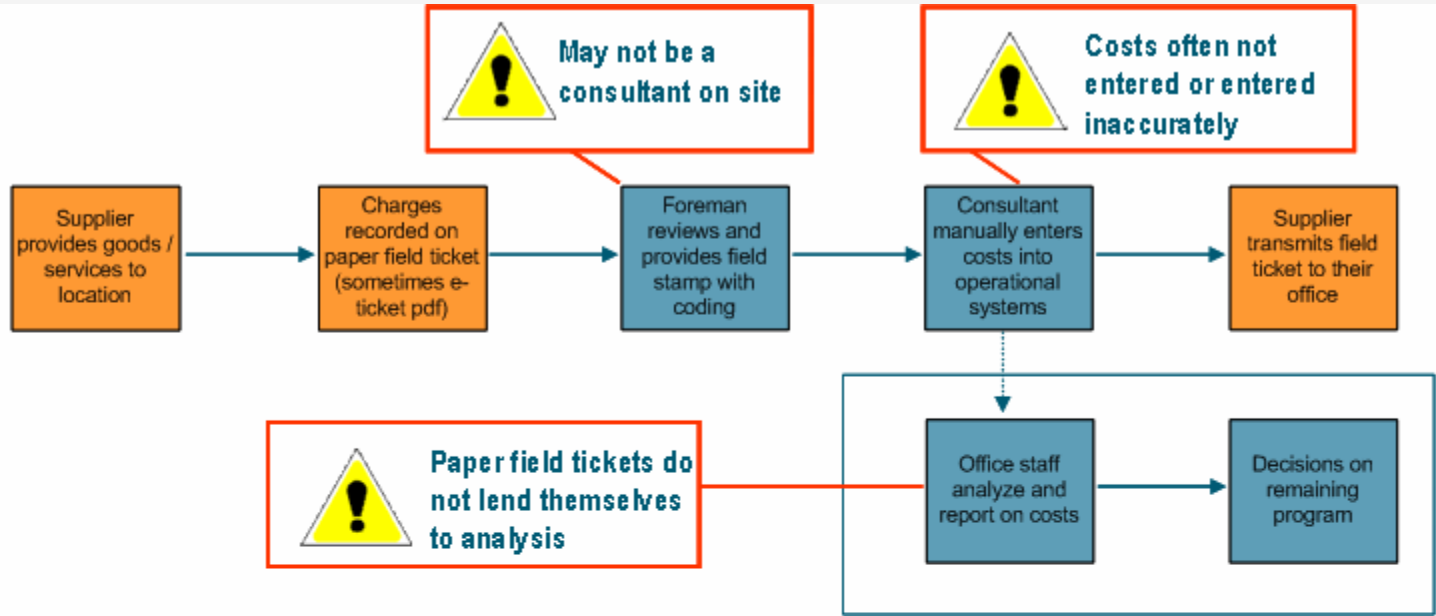 May not be a
consultant on site
Costs often not
entered or entered
inaccurately
Supplier
provides goods /
services to
location
Charges
recorded on
paper field ticket
(sometimes e-
ticket pdf)
Foreman
reviews and
provides field
stamp with
coding
Consultant
manually enters
costs into
operational
systems
Supplier
transmits field
ticket to their
office
Paper field tickets do
not lend themselves
to analysis
Office staff
analyze and
report on costs
Decisions on
remaining
program